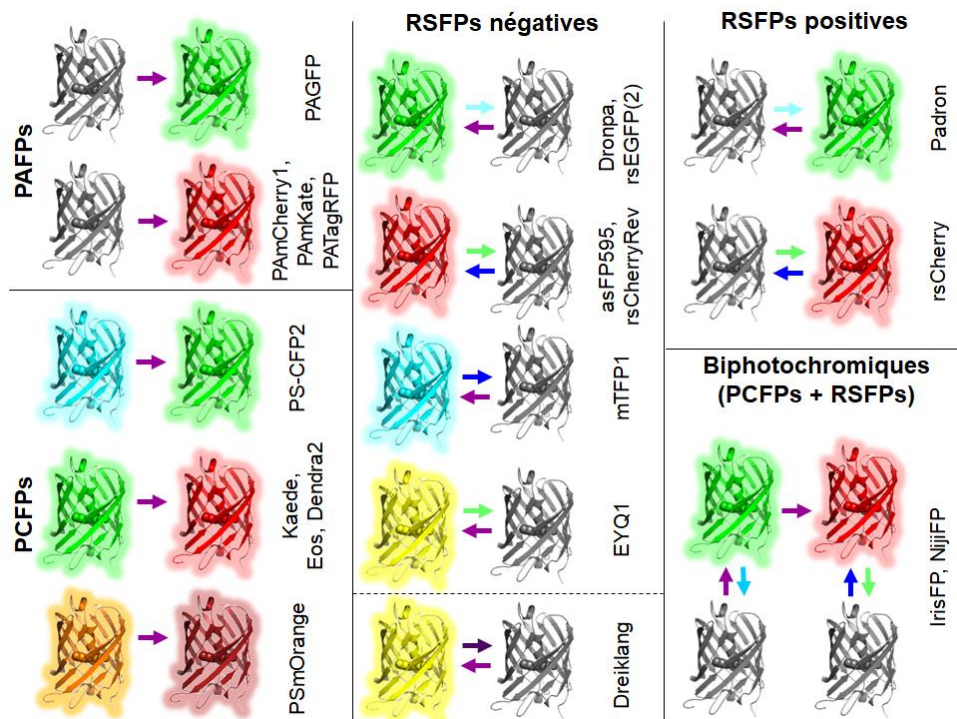 PAFPs
PAGFP
PAmCherry1,
PAmKate,
PATagRFP
PCFPs
PS-CFP2
Kaede,
Eos, Dendra2
PSmOrange
RSFPs négatives
Dronpa,
rsEGFP(2)
asFP595,
rsCherryRev
mTFP1
EYQ1
Dreiklang
RSFPs positives
Padron
rsCherry
Biphotochromiques
(PCFPs + RSFPs)
IrisFP, NijiFP